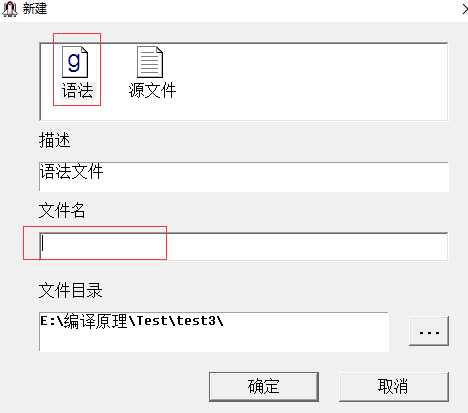 新建
g
语法 源文件
描述
语法文件
文件名
文件目录
E:\编译原理\Test\test3\
...
确定 取消